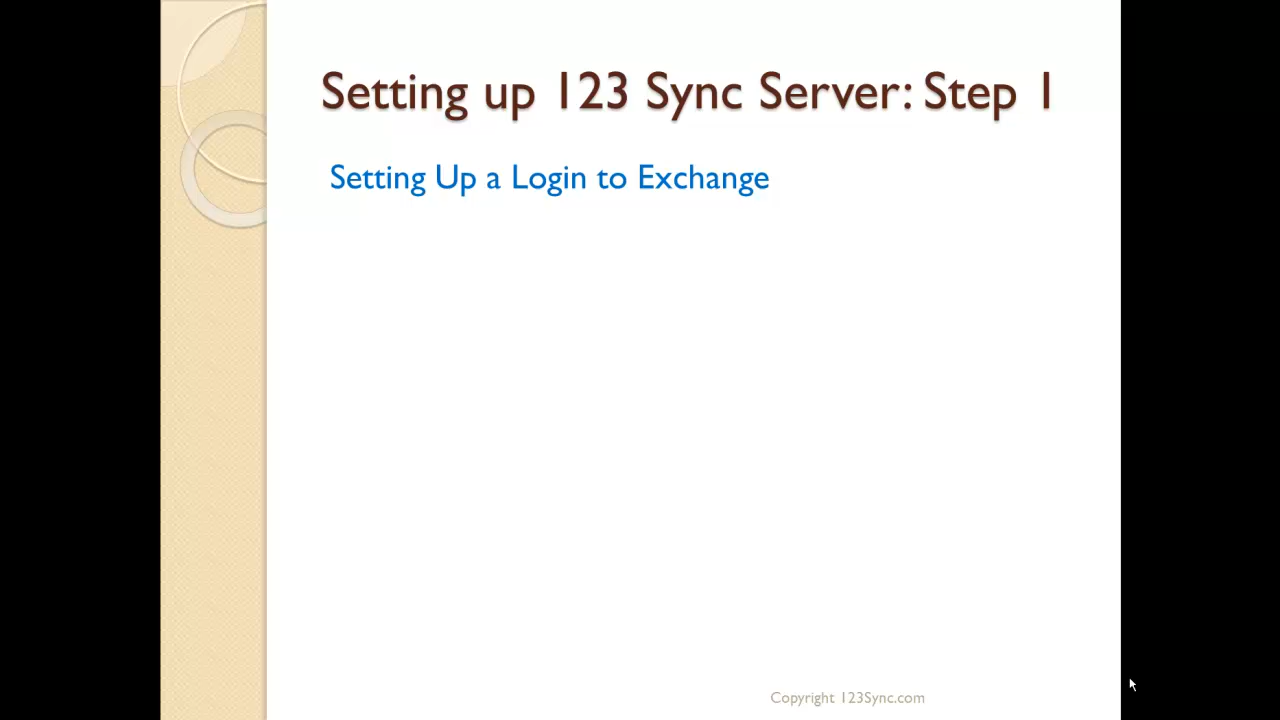 Setting up 123 Sync Server: Step 1
Setting Up a Login to Exchange
Copyright 123Sync.com